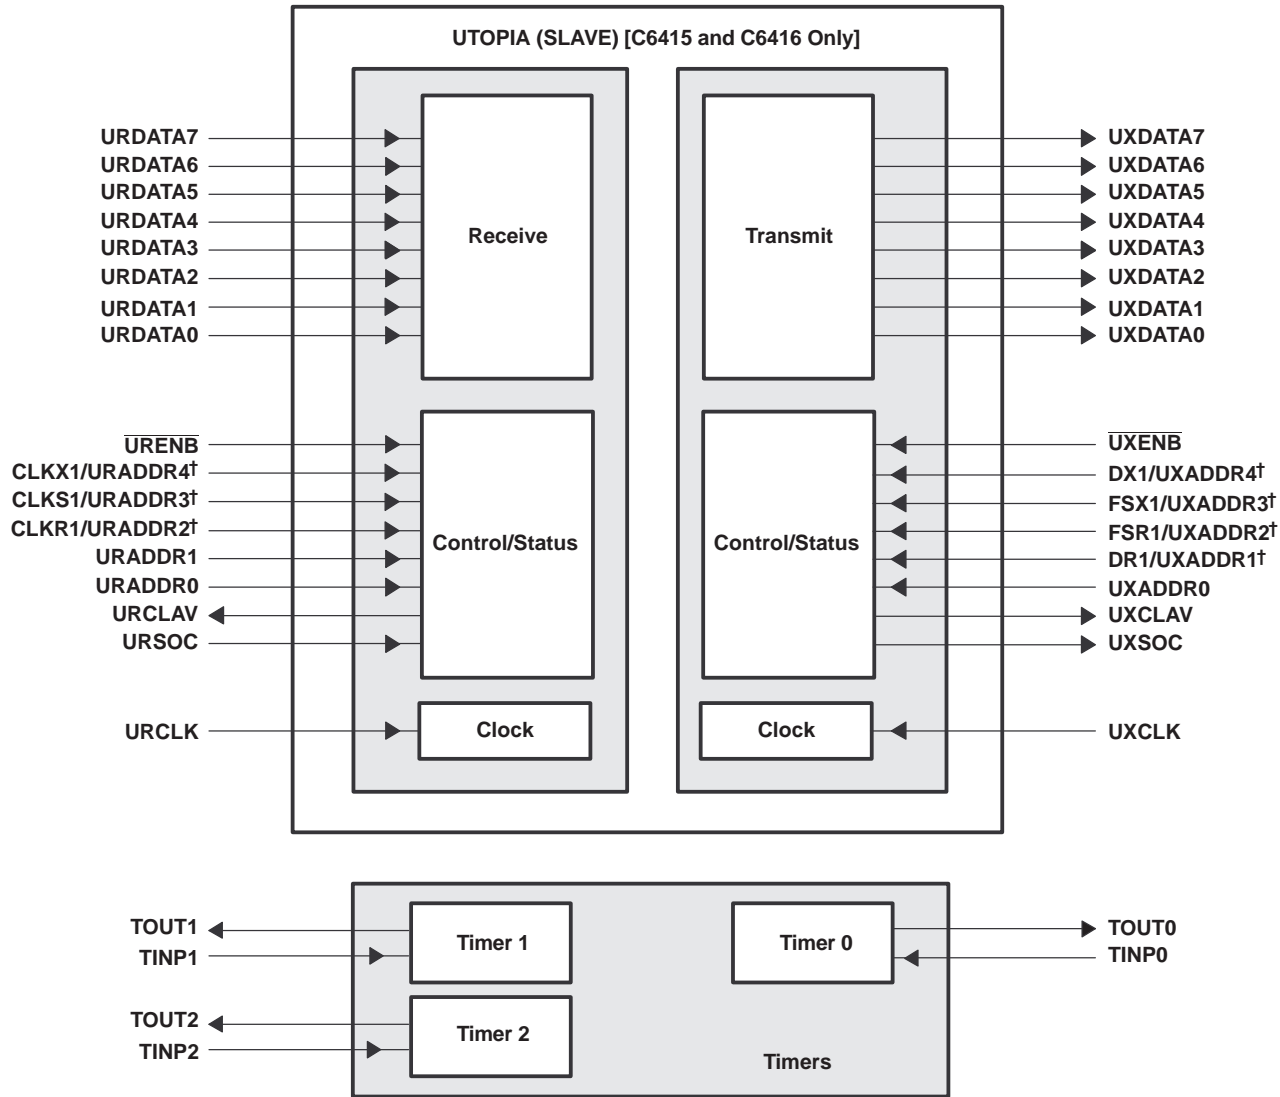 UTOPIA (SLAVE) [C6415 and C6416 Only]
URDATA7
URDATA6
URDATA5
URDATA4
URDATA3
URDATA2
URDATA1
URDATA0
Receive
Transmit
UXDATA7
UXDATA6
UXDATA5
UXDATA4
UXDATA3
UXDATA2
UXDATA1
UXDATA0
URENB
CLKX1/URADDR4†
CLKS1/URADDR3†
CLKR1/URADDR2†
URADDR1
URADDR0
URCLAV
URSOC
Control/Status
Control/Status
UXENB
DX1/UXADDR4†
FSX1/UXADDR3†
FSR1/UXADDR2†
DR1/UXADDR1†
UXADDR0
UXCLAV
UXSOC
URCLK
Clock
Clock
UXCLK
TOUT1
TINP1
Timer 1
Timer 0
TOUT0
TINP0
TOUT2
TINP2
Timer 2
Timers